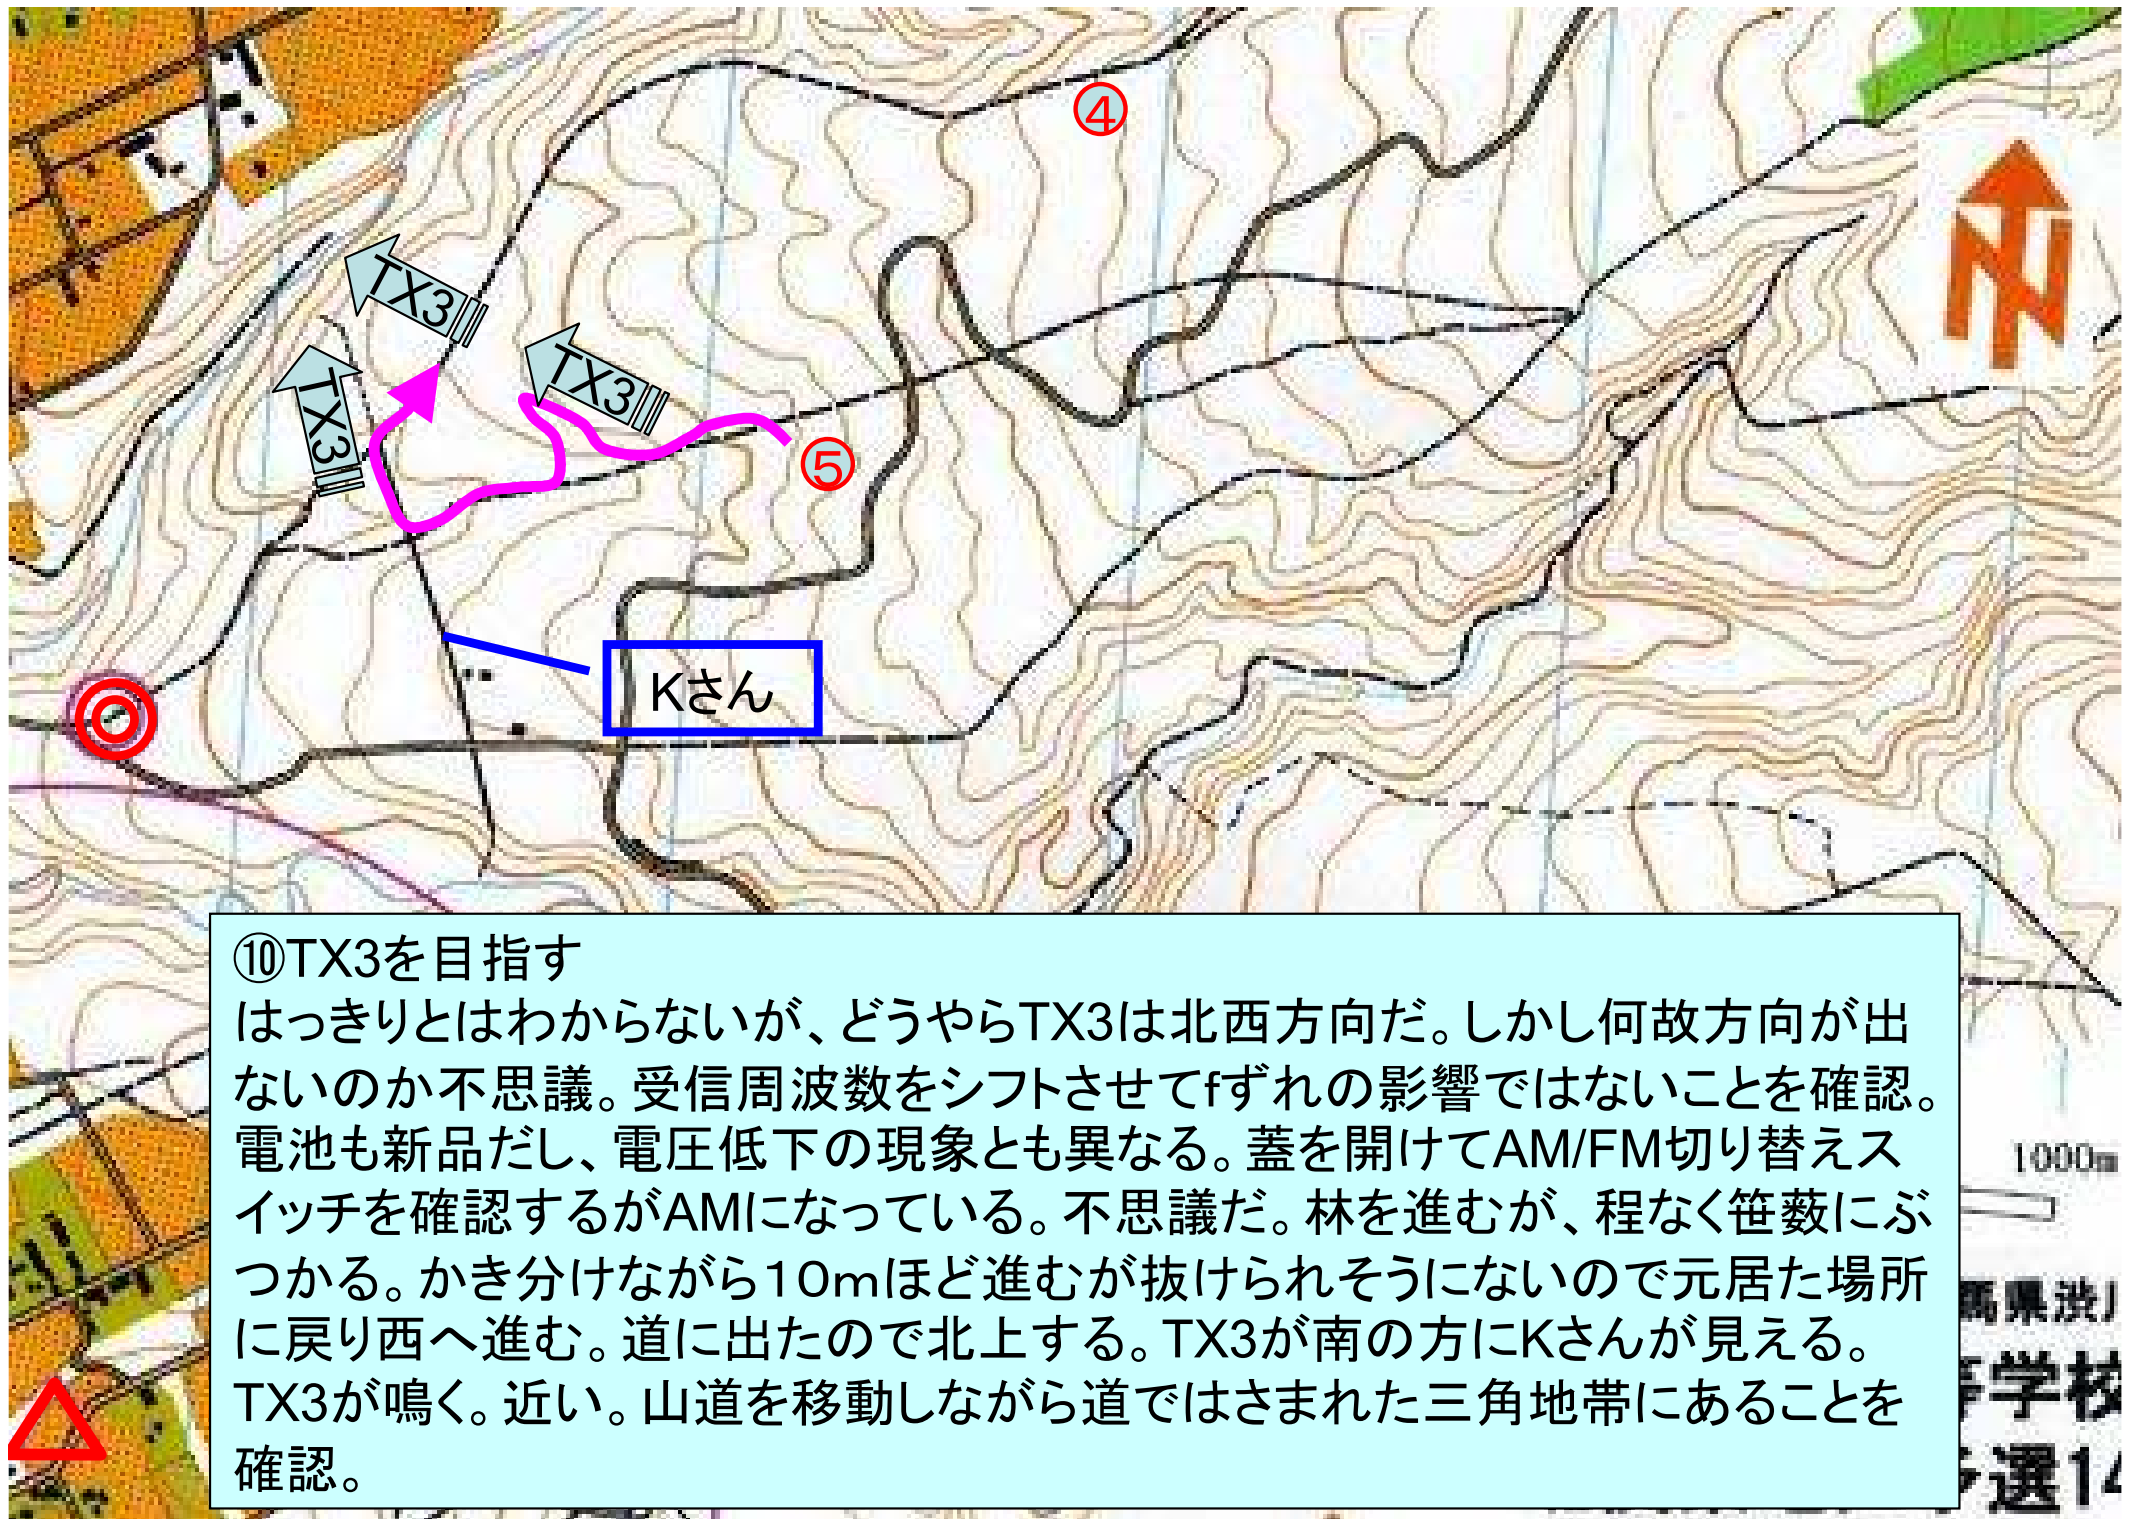 ④
TX3
TX3
TX3
⑤
Kさん
N
⑩TX3を目指す
はっきりとはわからないが、どうやらTX3は北西方向だ。しかし何故方向が出
ないのか不思議。受信周波数をシフトさせてfずれの影響ではないことを確認。
電池も新品だし、電圧低下の現象とも異なる。蓋を開けてAM/FM切り替えス
イッチを確認するがAMになっている。不思議だ。林を進むが、程なく笹薮にぶ
つかる。かき分けながら10mほど進むが抜けられそうにないので元居た場所
に戻り西へ進む。道に出たので北上する。TX3が南の方にKさんが見える。
TX3が鳴く。近い。山道を移動しながら道ではさまれた三角地帯にあることを
確認。
1000m
県渋川
学校
選14